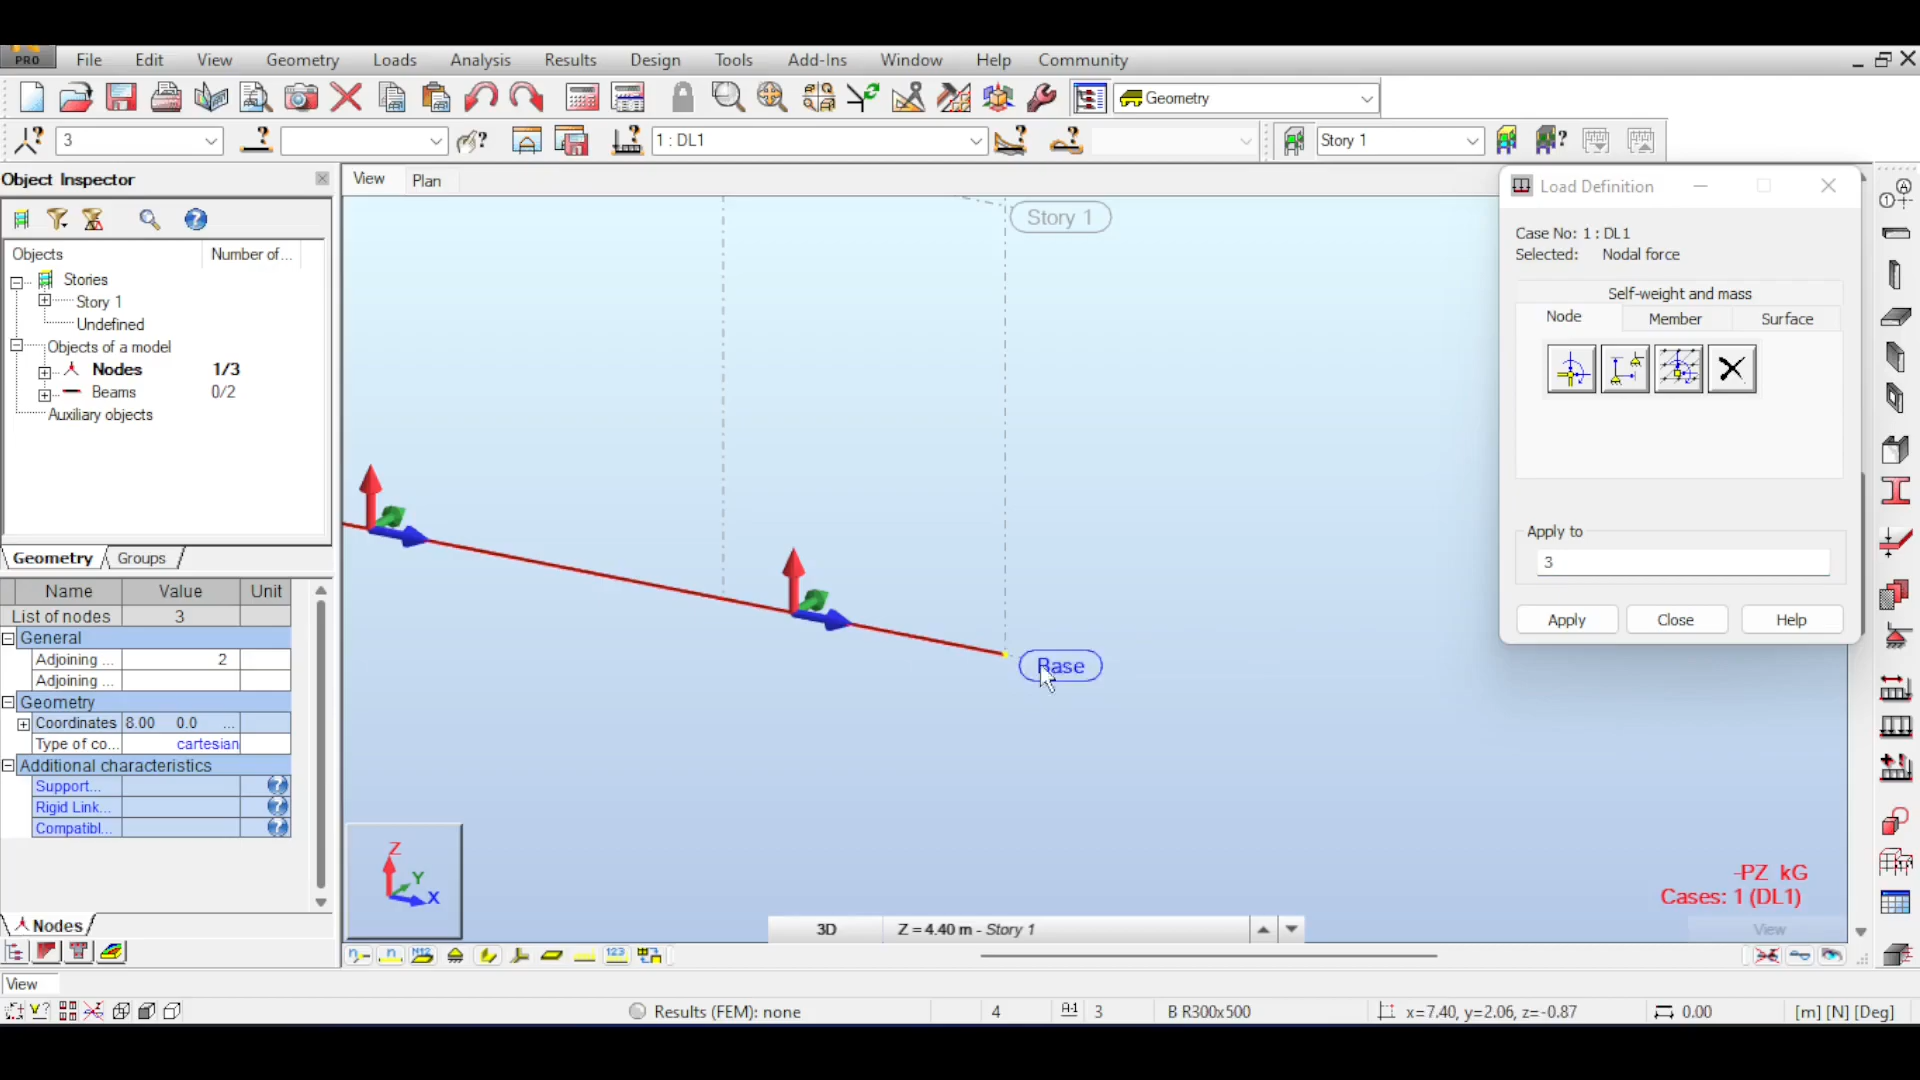 PRO
File Edit View Geometry Loads Analysis Results Design Tools Add-Ins Window Help Community
Geometry
3
1 : DL1
Story 1
Object Inspector
View
Plan
Objects
Number of...
Stories
Story 1
Undefined
Objects of a model
Nodes 1/3
Beams 0/2
Auxiliary objects
Geometry
Groups
Name Value Unit
List of nodes 3
General
Adjoining ... 2
Adjoining ...
Geometry
Coordinates 8.00 0.0 ...
Type of co... cartesian
Additional characteristics
Support...
Rigid Link...
Compatibl...
Nodes
Story 1
Base
Z
Y
X
3D
Z = 4.40 m - Story 1
-PZ kG
Cases: 1 (DL1)
View
Load Definition
Case No: 1 : DL1
Selected: Nodal force
Self-weight and mass
Node
Member
Surface
Apply to
3
Apply
Close
Help
View
Results (FEM): none
4
3
B R300x500
x=7.40, y=2.06, z=-0.87
0.00
[m] [N] [Deg]